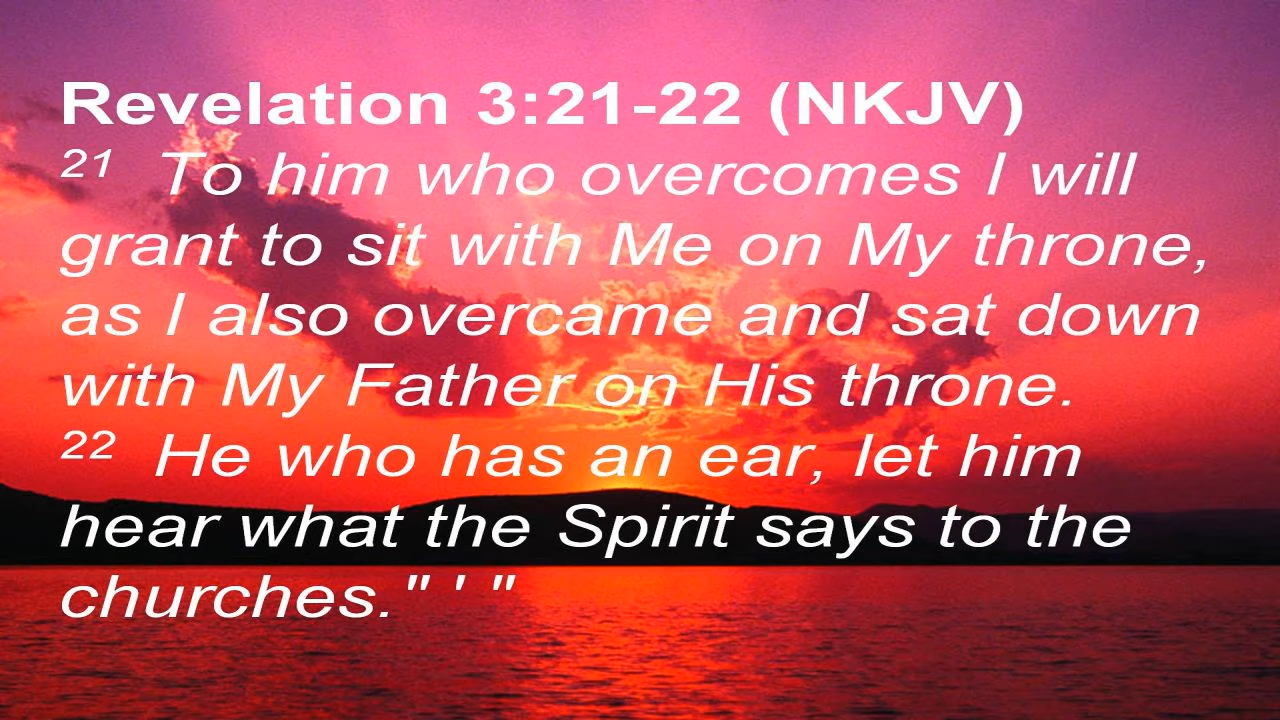 Revelation 3:21-22 (NKJV)
21 To him who overcomes I will
grant to sit with Me on My throne,
as I also overcame and sat down
with My Father on His throne.
22 He who has an ear, let him
hear what the Spirit says to the
churches." ' "